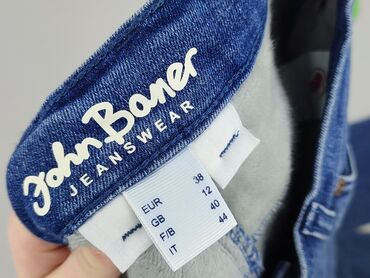 John Baner
JEANSWEAR
EUR 38
GB 12
F/B 40
IT 44